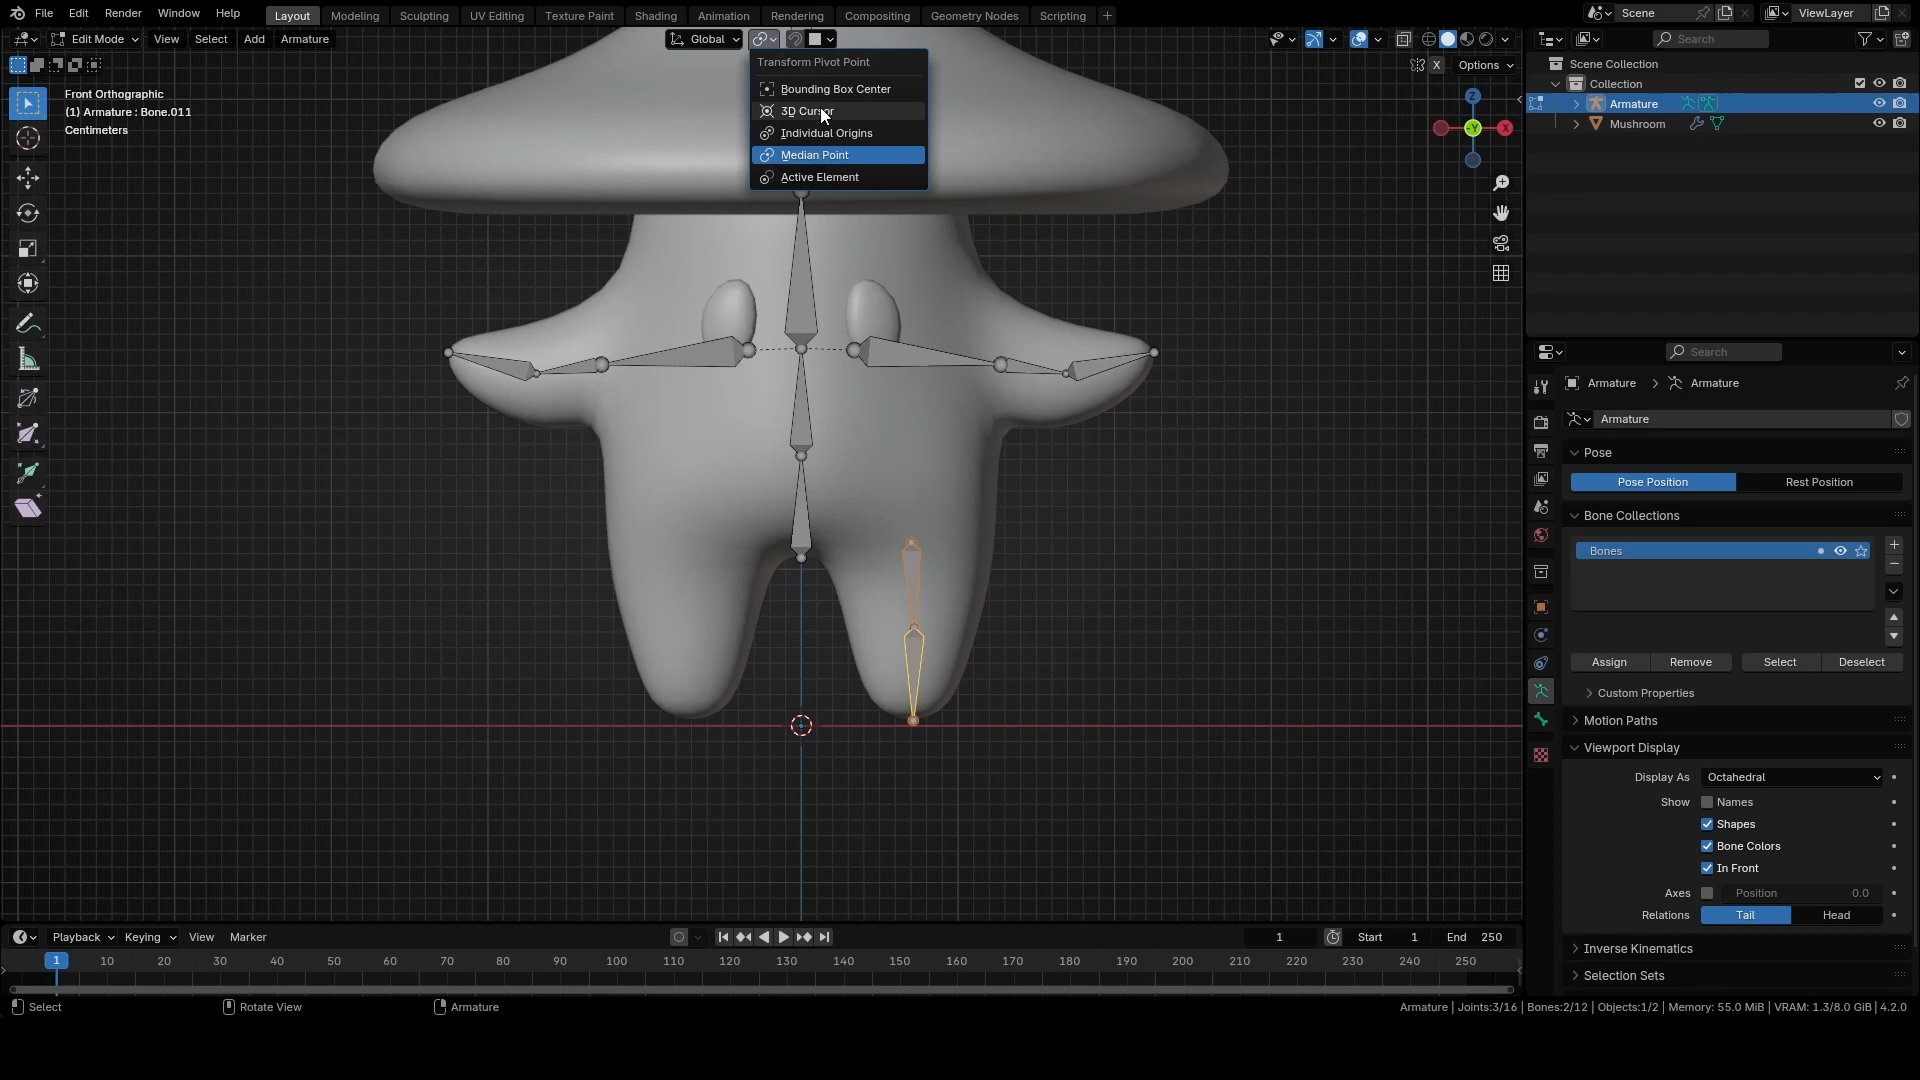 File Edit Render Window Help Layout Modeling Sculpting UV Editing Texture Paint Shading Animation Rendering Compositing Geometry Nodes Scripting + Scene ViewLayer
Edit Mode View Select Add Armature Global Search
X Options
Transform Pivot Point
Bounding Box Center
3D Cursor
Individual Origins
Median Point
Active Element
Front Orthographic
(1) Armature : Bone.011
Centimeters
Z
Y
X
Scene Collection
Collection
Armature
Mushroom
Search
Armature > Armature
Armature
Pose
Pose Position Rest Position
Bone Collections
Bones
Assign Remove Select Deselect
Custom Properties
Motion Paths
Viewport Display
Display As Octahedral
Show Names
Shapes
Bone Colors
In Front
Axes Position 0.0
Relations Tail Head
Inverse Kinematics
Selection Sets
Playback Keying View Marker 1 Start 1 End 250
1 10 20 30 40 50 60 70 80 90 100 110 120 130 140 150 160 170 180 190 200 210 220 230 240 250
Select Rotate View Armature Armature | Joints:3/16 | Bones:2/12 | Objects:1/2 | Memory: 55.0 MiB | VRAM: 1.3/8.0 GiB | 4.2.0